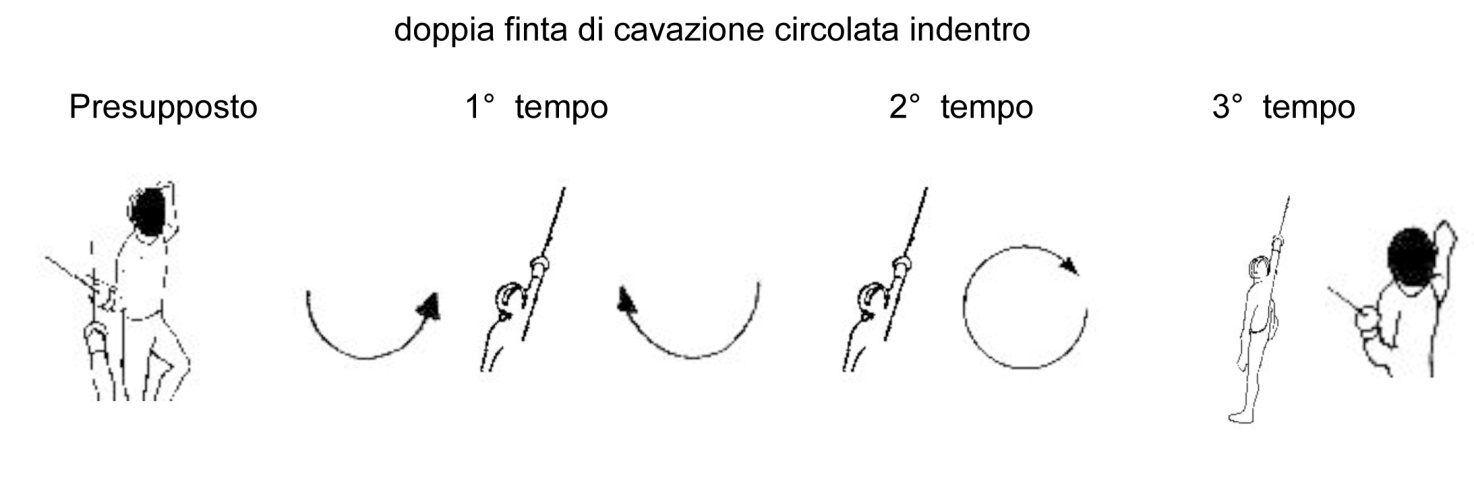 doppia finta di cavazione circolata indentro
Presupposto 1° tempo 2° tempo 3° tempo